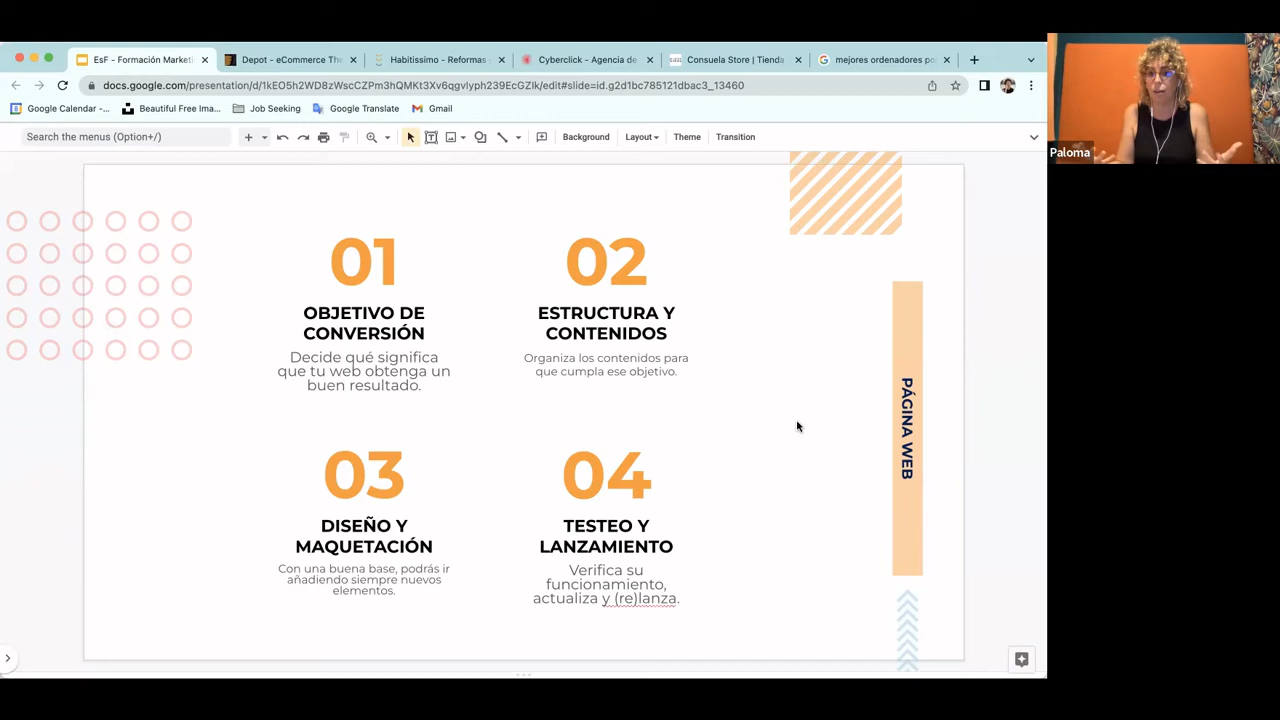 EsF - Formación Marketi
Depot - eCommerce The
Habitissimo - Reformas
Cyberclick - Agencia de
Consuela Store | Tienda
mejores ordenadores po
docs.google.com/presentation/d/1kEO5h2WD8zWscCZPm3hQMKt3Xv6qgvlyph239EcGZlk/edit#slide=id.g2d1bc785121dbac3_13460
Google Calendar -...
Beautiful Free Ima...
Job Seeking
Google Translate
Gmail
Search the menus (Option+/)
Background
Layout
Theme
Transition
Paloma
01
OBJETIVO DE
CONVERSIÓN
Decide qué significa
que tu web obtenga un
buen resultado.
02
ESTRUCTURA Y
CONTENIDOS
Organiza los contenidos para
que cumpla ese objetivo.
03
DISEÑO Y
MAQUETACIÓN
Con una buena base, podrás ir
añadiendo siempre nuevos
elementos.
04
TESTEO Y
LANZAMIENTO
Verifica su
funcionamiento,
actualiza y (re)lanza.
PÁGINA WEB